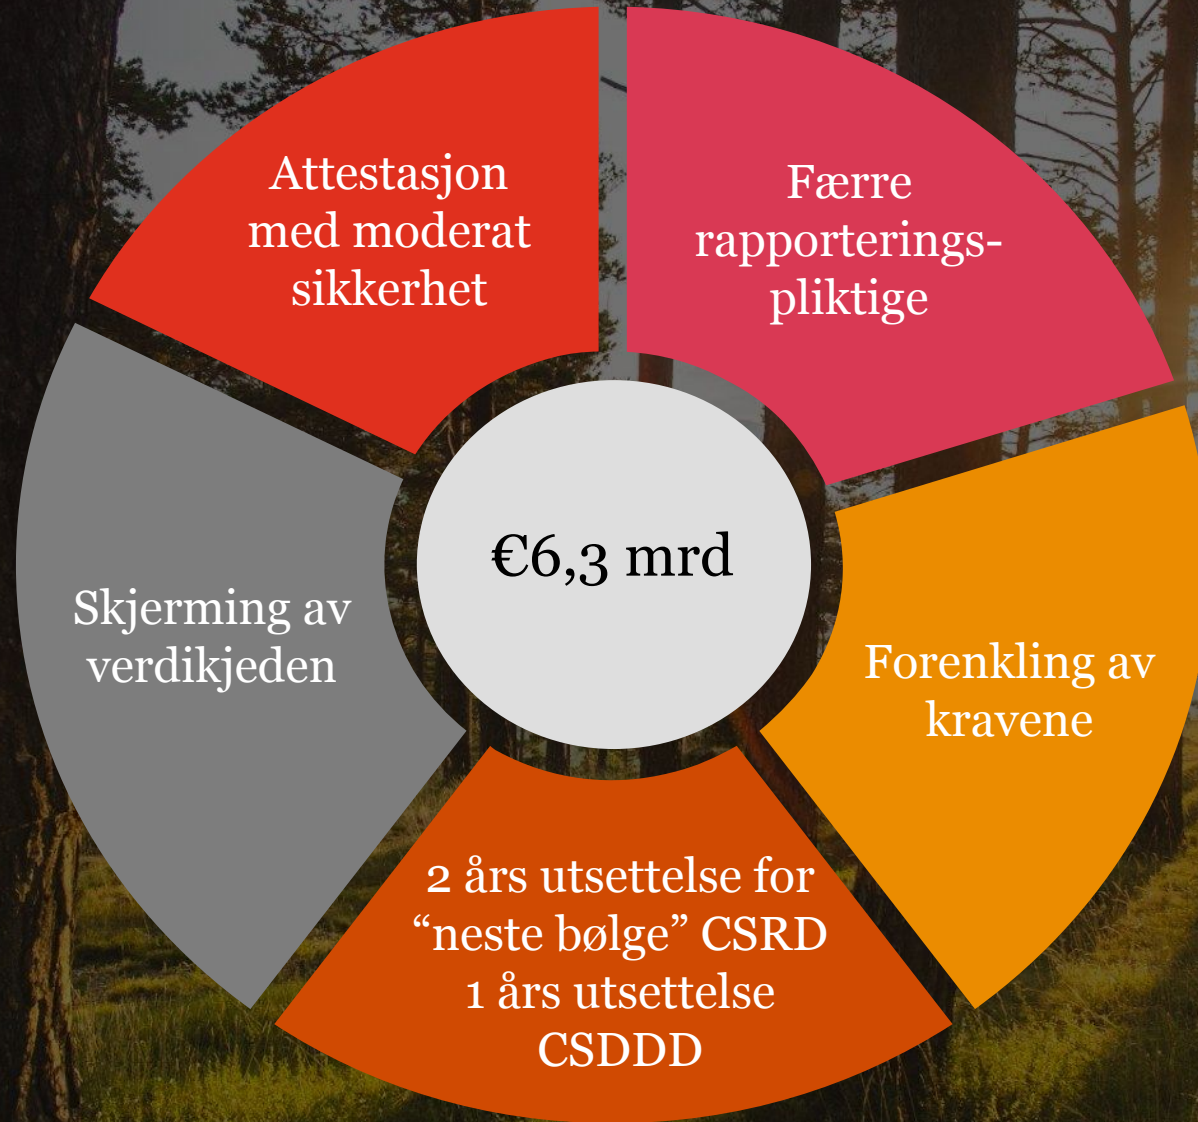 Attestasjon
med moderat
sikkerhet
Færre
rapporterings-
pliktige
€6,3 mrd
Skjerming av
verdikjeden
Forenkling av
kravene
2 års utsettelse for
“neste bølge” CSRD
1 års utsettelse
CSDDD